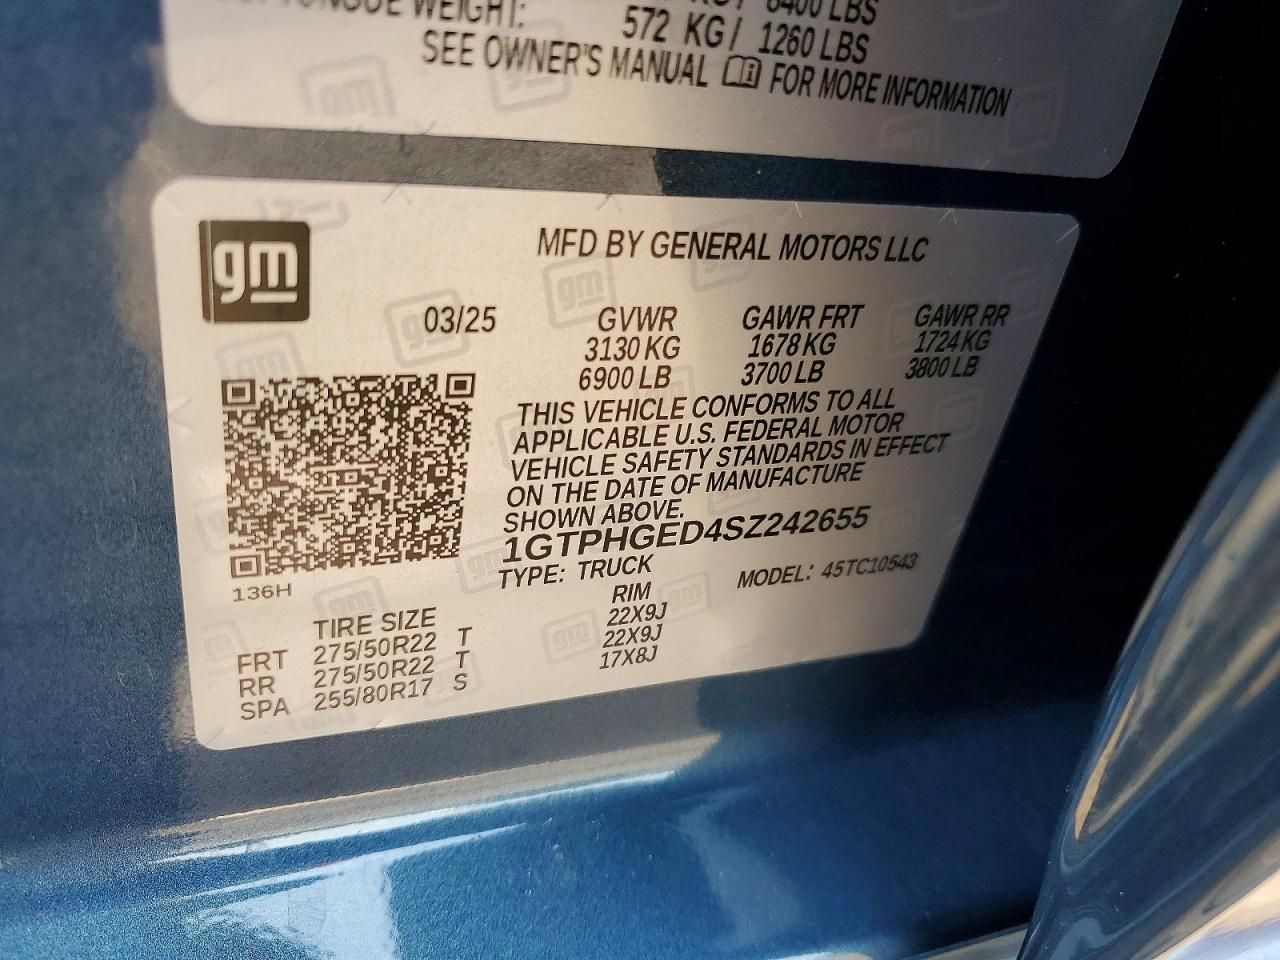 TONGUE WEIGHT: 572 KG / 1260 LBS
SEE OWNER'S MANUAL FOR MORE INFORMATION
gm
MFD BY GENERAL MOTORS LLC
03/25 GVWR GAWR FRT GAWR RR
3130 KG 1678 KG 1724 KG
6900 LB 3700 LB 3800 LB
THIS VEHICLE CONFORMS TO ALL
APPLICABLE U.S. FEDERAL MOTOR
VEHICLE SAFETY STANDARDS IN EFFECT
ON THE DATE OF MANUFACTURE
SHOWN ABOVE.
1GTPHGED4SZ242655
TYPE: TRUCK MODEL: 45TC10543
136H
TIRE SIZE RIM
FRT 275/50R22 T 22X9J
RR 275/50R22 T 22X9J
SPA 255/80R17 S 17X8J